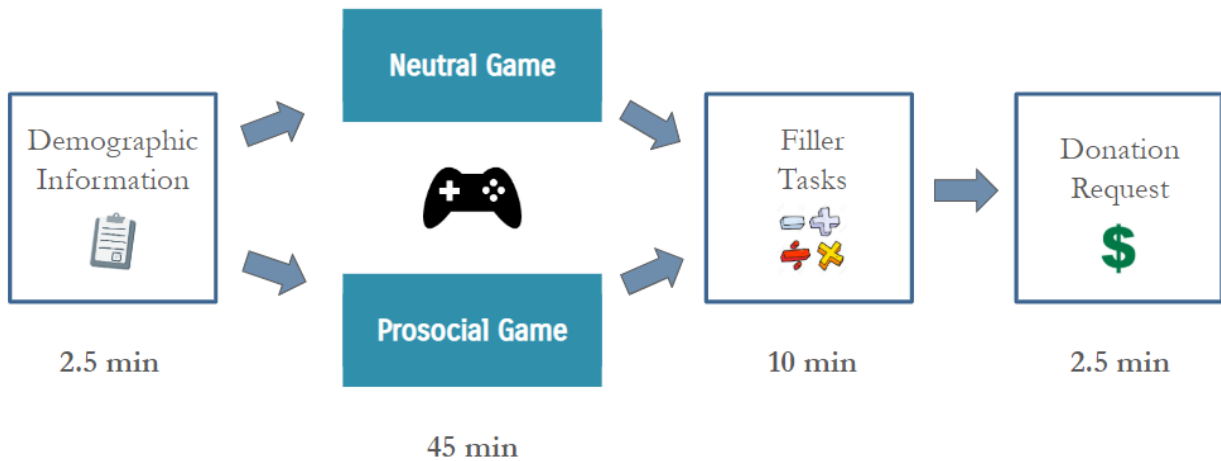 Demographic
Information
2.5 min
Neutral Game
Prosocial Game
45 min
Filler
Tasks
10 min
Donation
Request
$
2.5 min